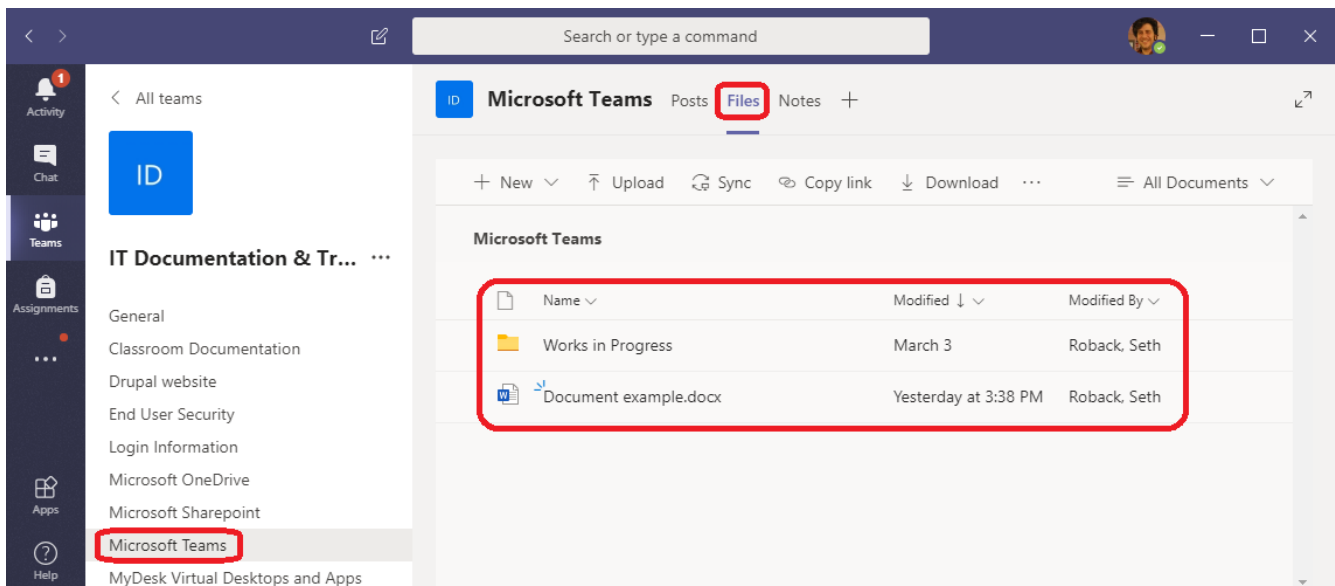 Search or type a command
1
Activity
Chat
Teams
Assignments
Apps
Help
All teams
ID
IT Documentation & Tr... ...
General
Classroom Documentation
Drupal website
End User Security
Login Information
Microsoft OneDrive
Microsoft Sharepoint
Microsoft Teams
MyDesk Virtual Desktops and Apps
ID Microsoft Teams Posts Files Notes
New Upload Sync Copy link Download ... All Documents
Microsoft Teams
Name Modified Modified By
Works in Progress March 3 Roback, Seth
Document example.docx Yesterday at 3:38 PM Roback, Seth